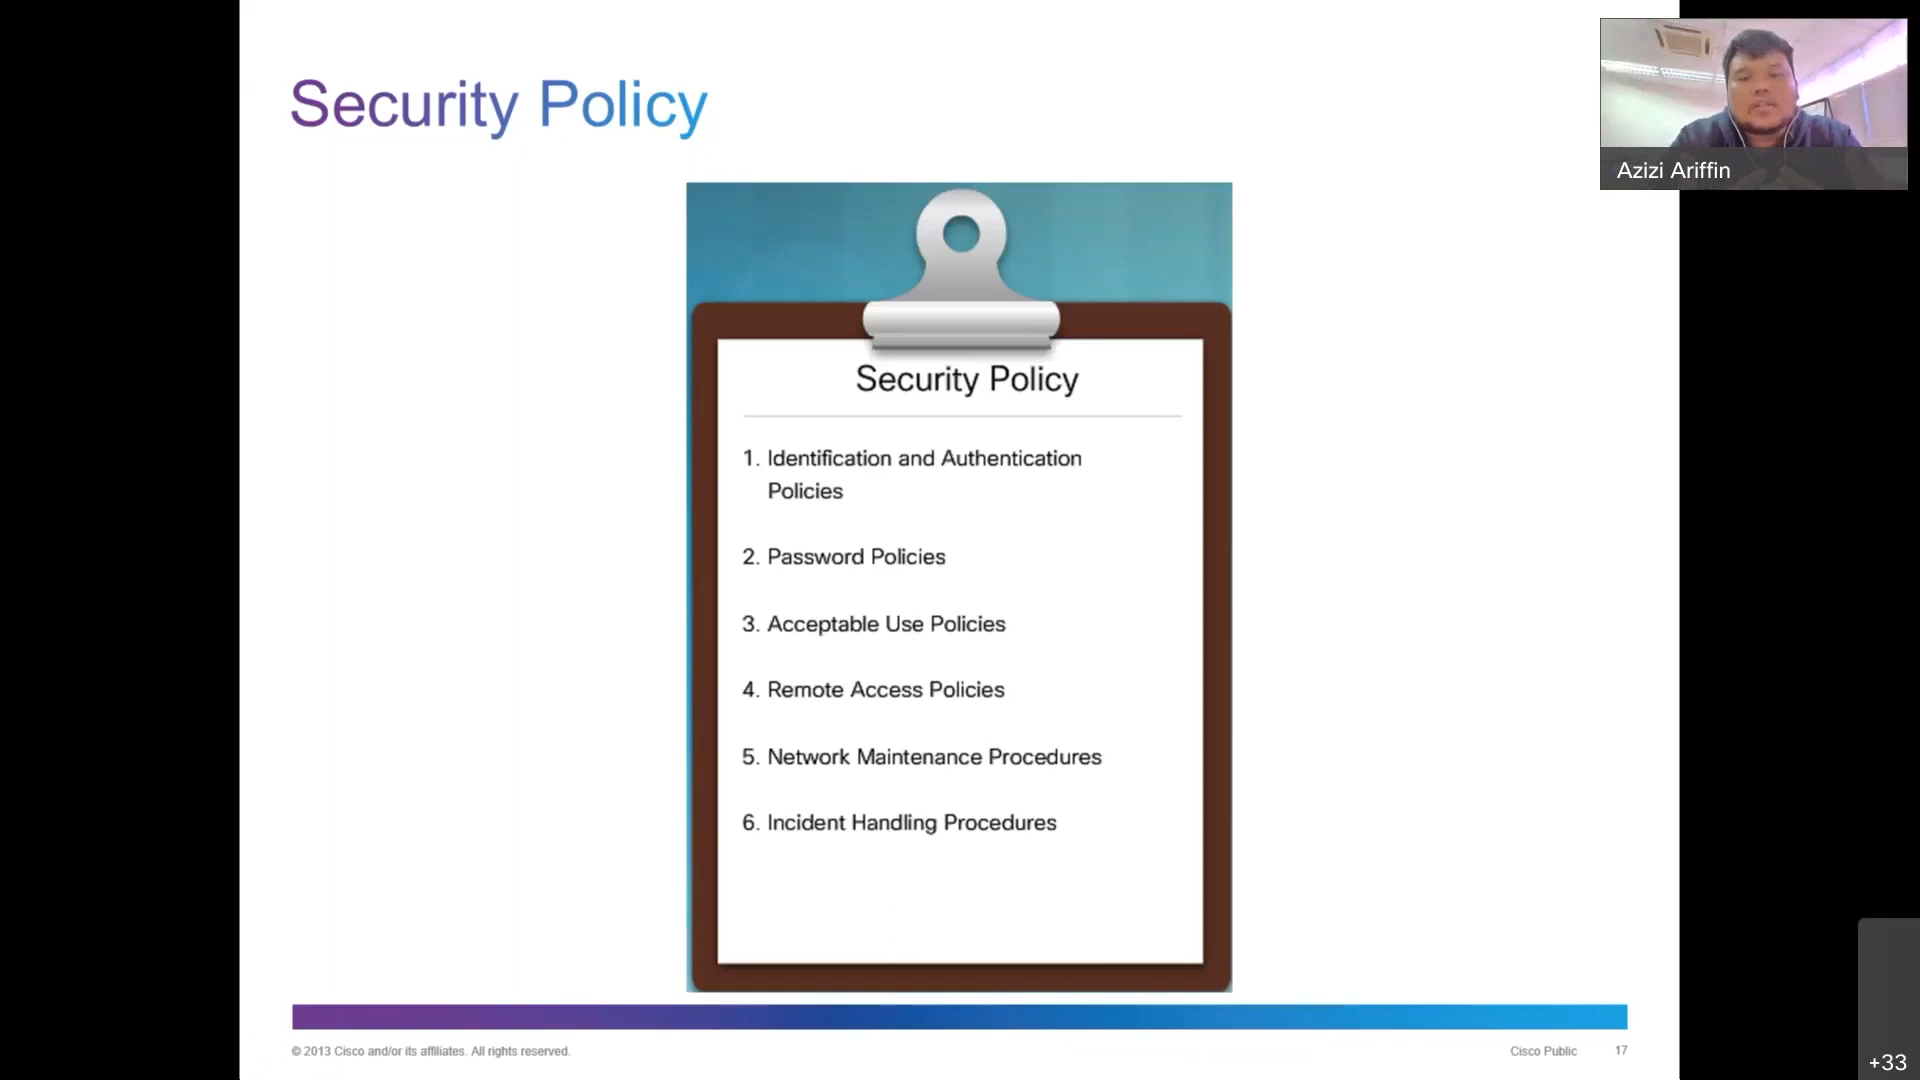 Security Policy
Azizi Ariffin
Security Policy
1. Identification and Authentication
Policies
2. Password Policies
3. Acceptable Use Policies
4. Remote Access Policies
5. Network Maintenance Procedures
6. Incident Handling Procedures
© 2013 Cisco and/or its affiliates. All rights reserved.
Cisco Public
17
+33